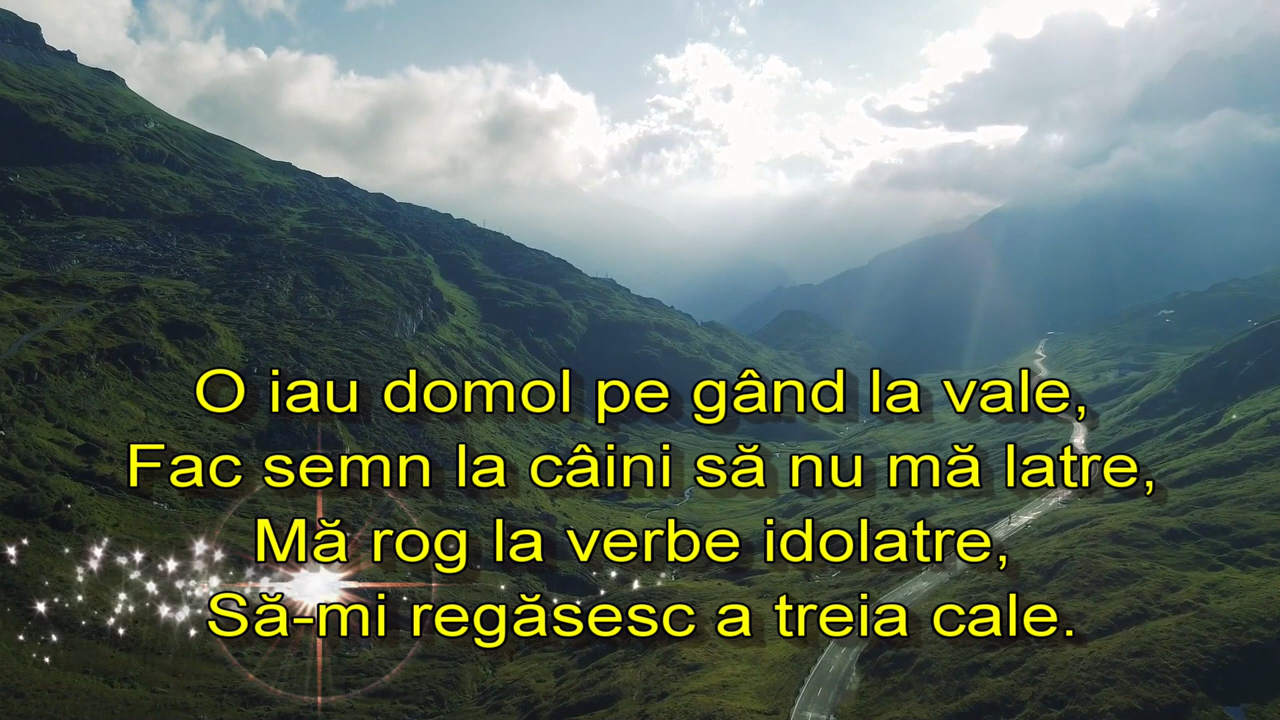 O iau domol pe gând la vale,
Fac semn la câini să nu mă latre,
Mă rog la verbe idolatre,
Să-mi regăsesc a treia cale.